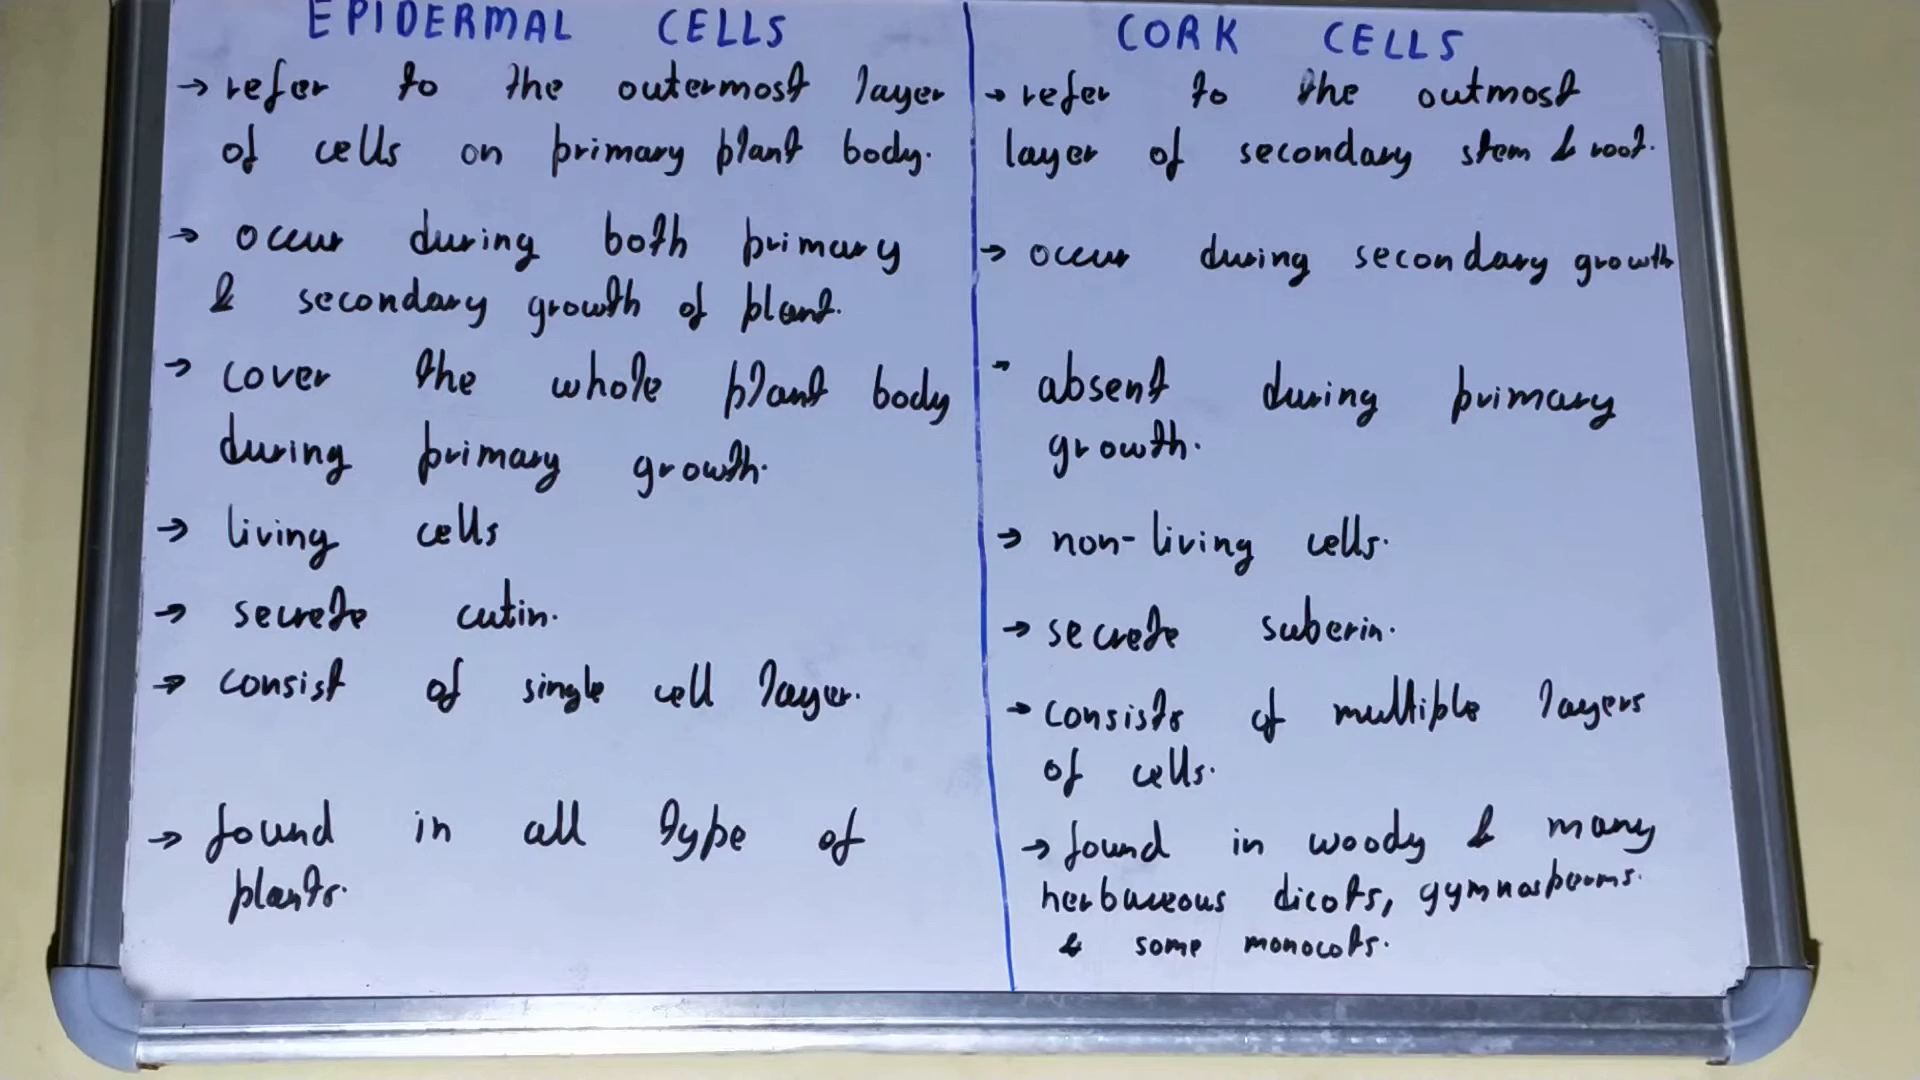 EPIDERMAL CELLS
→ refer to the outermost layer
of cells on primary plant body.
→ occur during both primary
& secondary growth of plant.
→ cover the whole plant body
during primary growth.
→ living cells
→ secrete cutin.
→ consist of single cell layer.
→ found in all type of
plants.
CORK CELLS
→ refer to the outmost
layer of secondary stem & root.
→ occur during secondary growth
→ absent during primary
growth.
→ non-living cells.
→ secrete suberin.
→ consists of multiple layers
of cells.
→ found in woody & many
herbaceous dicots, gymnosperms.
& some monocots.